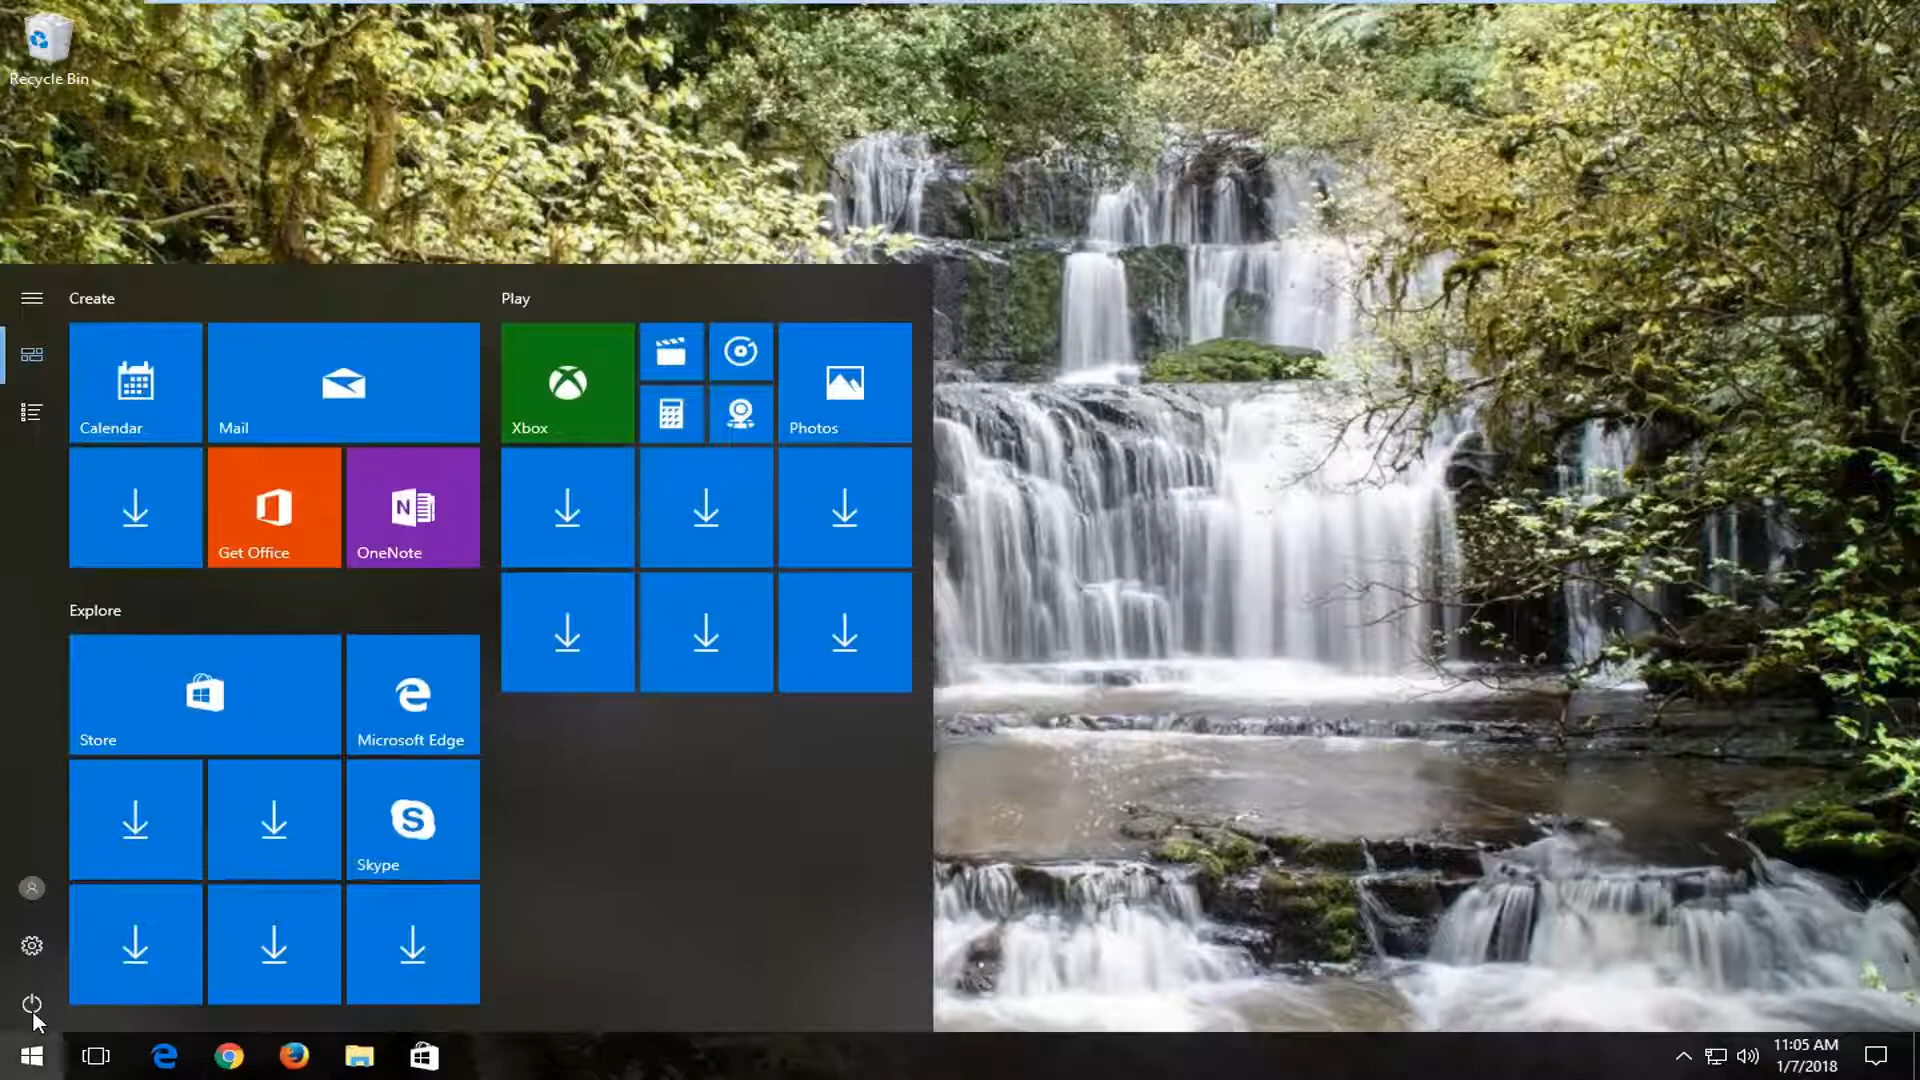 Recycle Bin
Create
Play
Calendar
Mail
Xbox
Photos
Get Office
N
OneNote
Explore
Store
Microsoft Edge
S
Skype
11:05 AM
1/7/2018